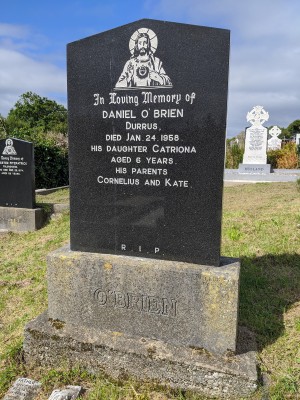 In Loving Memory of
DANIEL O'BRIEN
DURRUS,
DIED JAN 24, 1958.
HIS DAUGHTER CATRIONA
AGED 6 YEARS.
HIS PARENTS
CORNELIUS AND KATE.
R I P
O'BRIEN